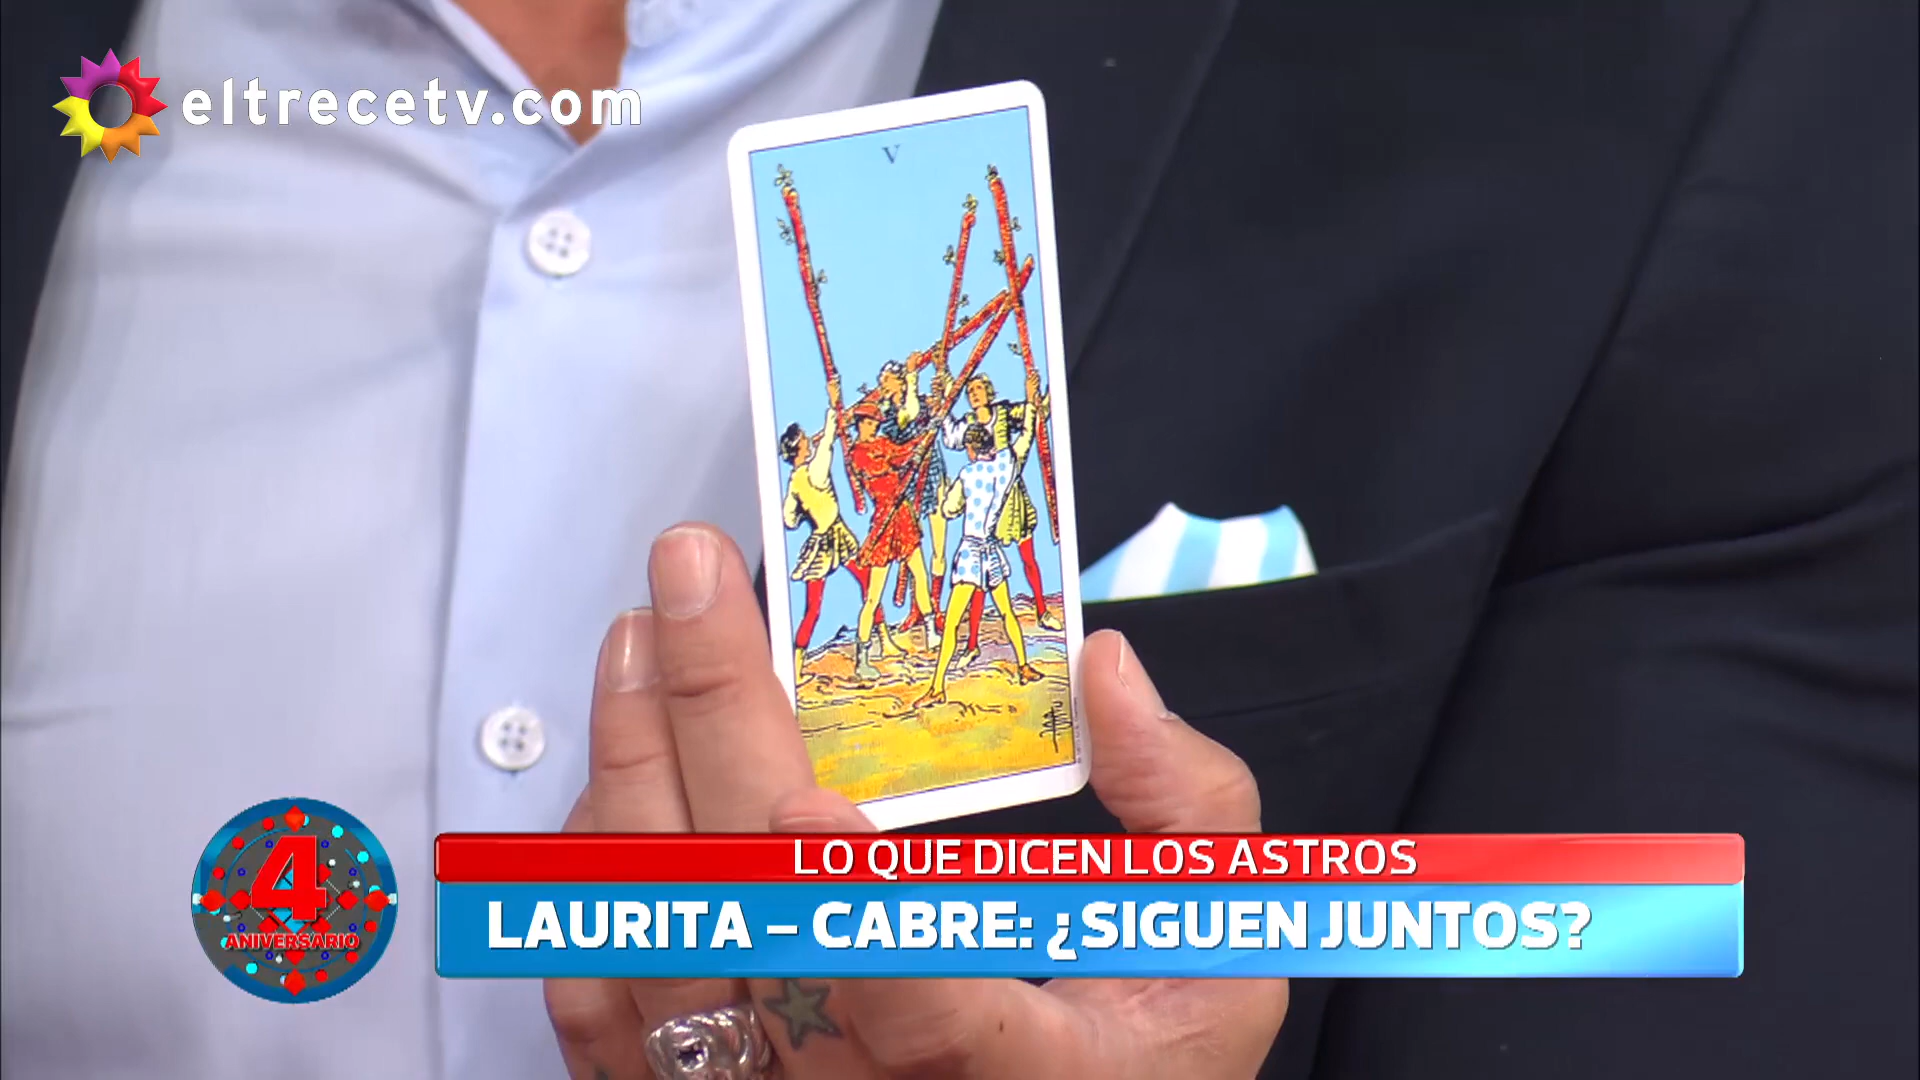 eltrecetv.com
V
LO QUE DICEN LOS ASTROS
LAURITA – CABRE: ¿SIGUEN JUNTOS?
4
ANIVERSARIO